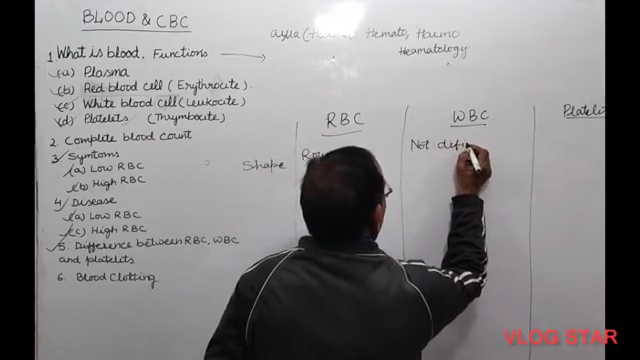 BLOOD & CBC
1 What is blood, Functions
(a) Plasma
(b) Red blood cell (Erythrocite)
(c) White blood cell (Leukocite)
(d) Platelets (Thrymbocite)
2. Complete blood count
3 Symtoms
(a) Low RBC
(b) High RBC
4 Disease
(a) Low RBC
(c) High RBC
5. Difference between RBC, WBC
and platelets
6. Blood Clotting
Hemato, Haemo
Heamatology
RBC
WBC
Shape
Not defi
VLOG STAR